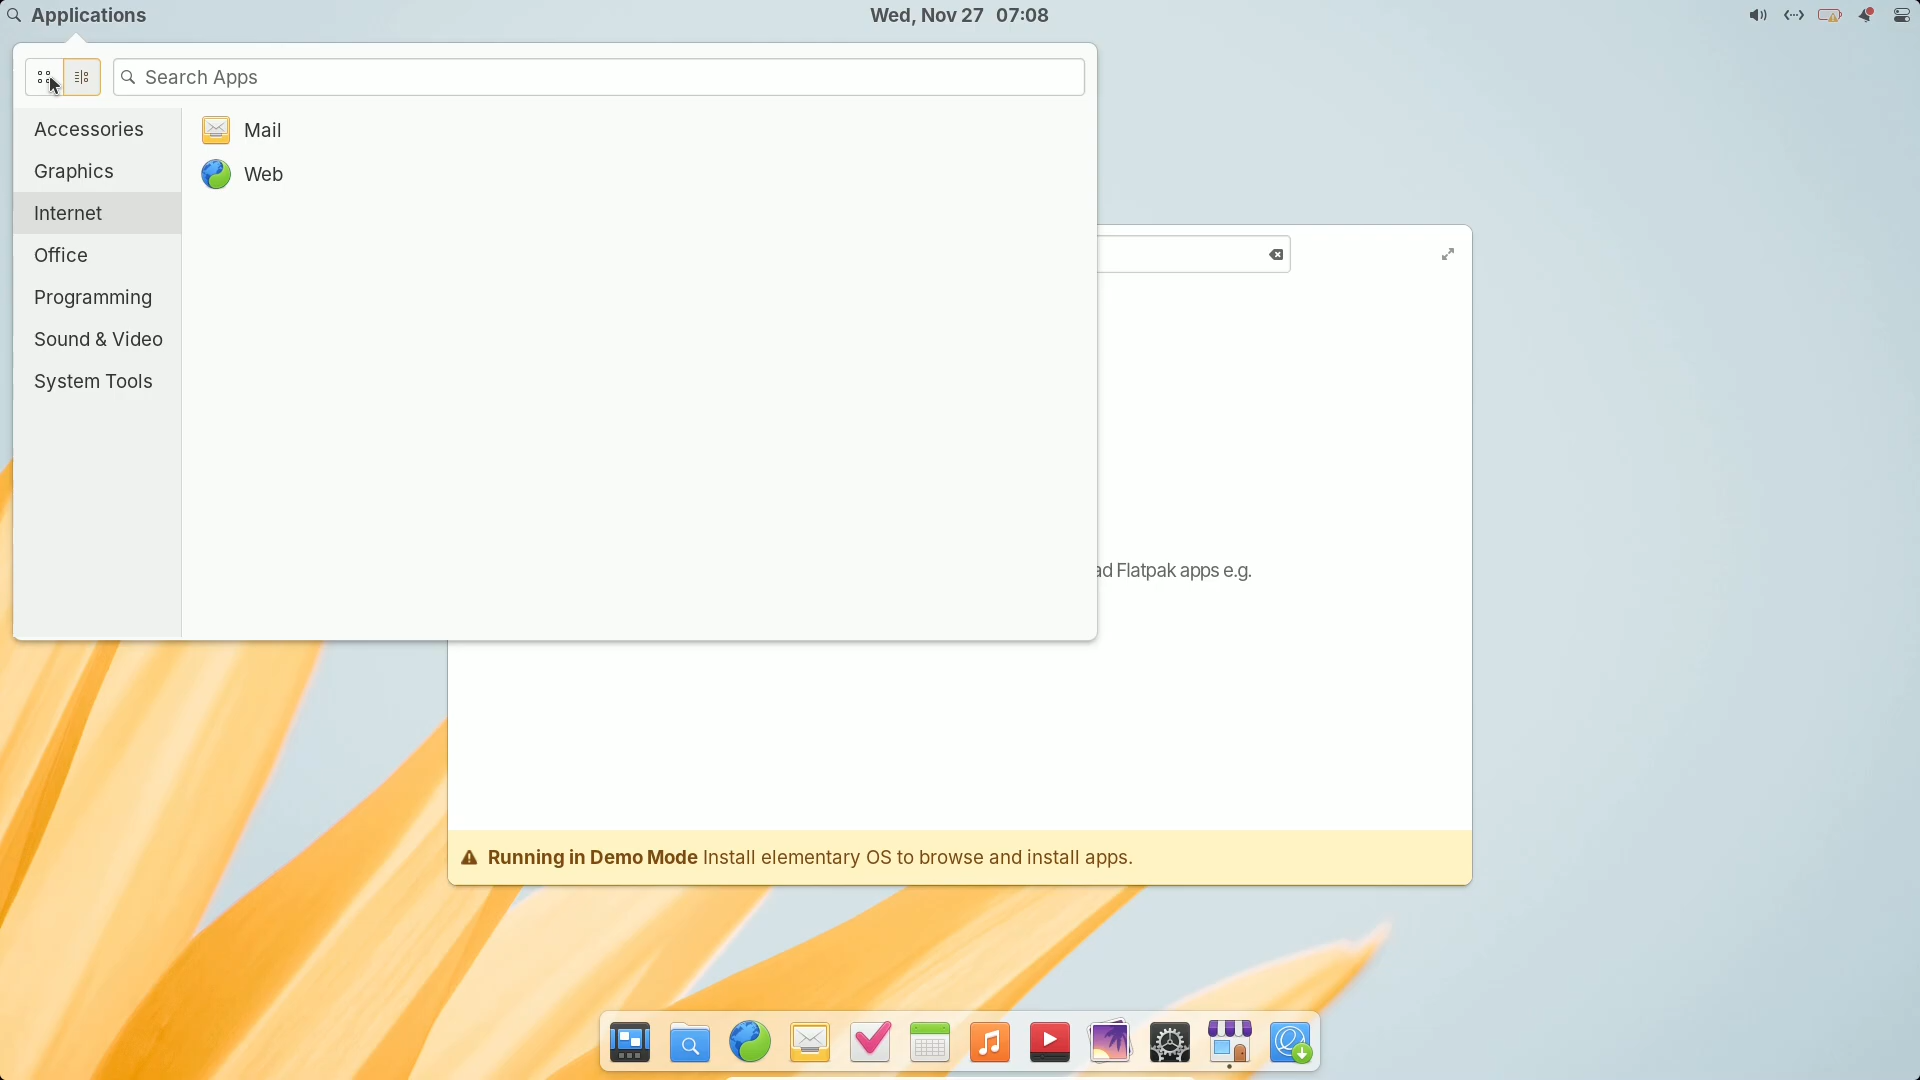 Applications
Wed, Nov 27 07:08
Search Apps
Accessories
Graphics
Internet
Office
Programming
Sound & Video
System Tools
Mail
Web
ad Flatpak apps e.g.
Running in Demo Mode Install elementary OS to browse and install apps.